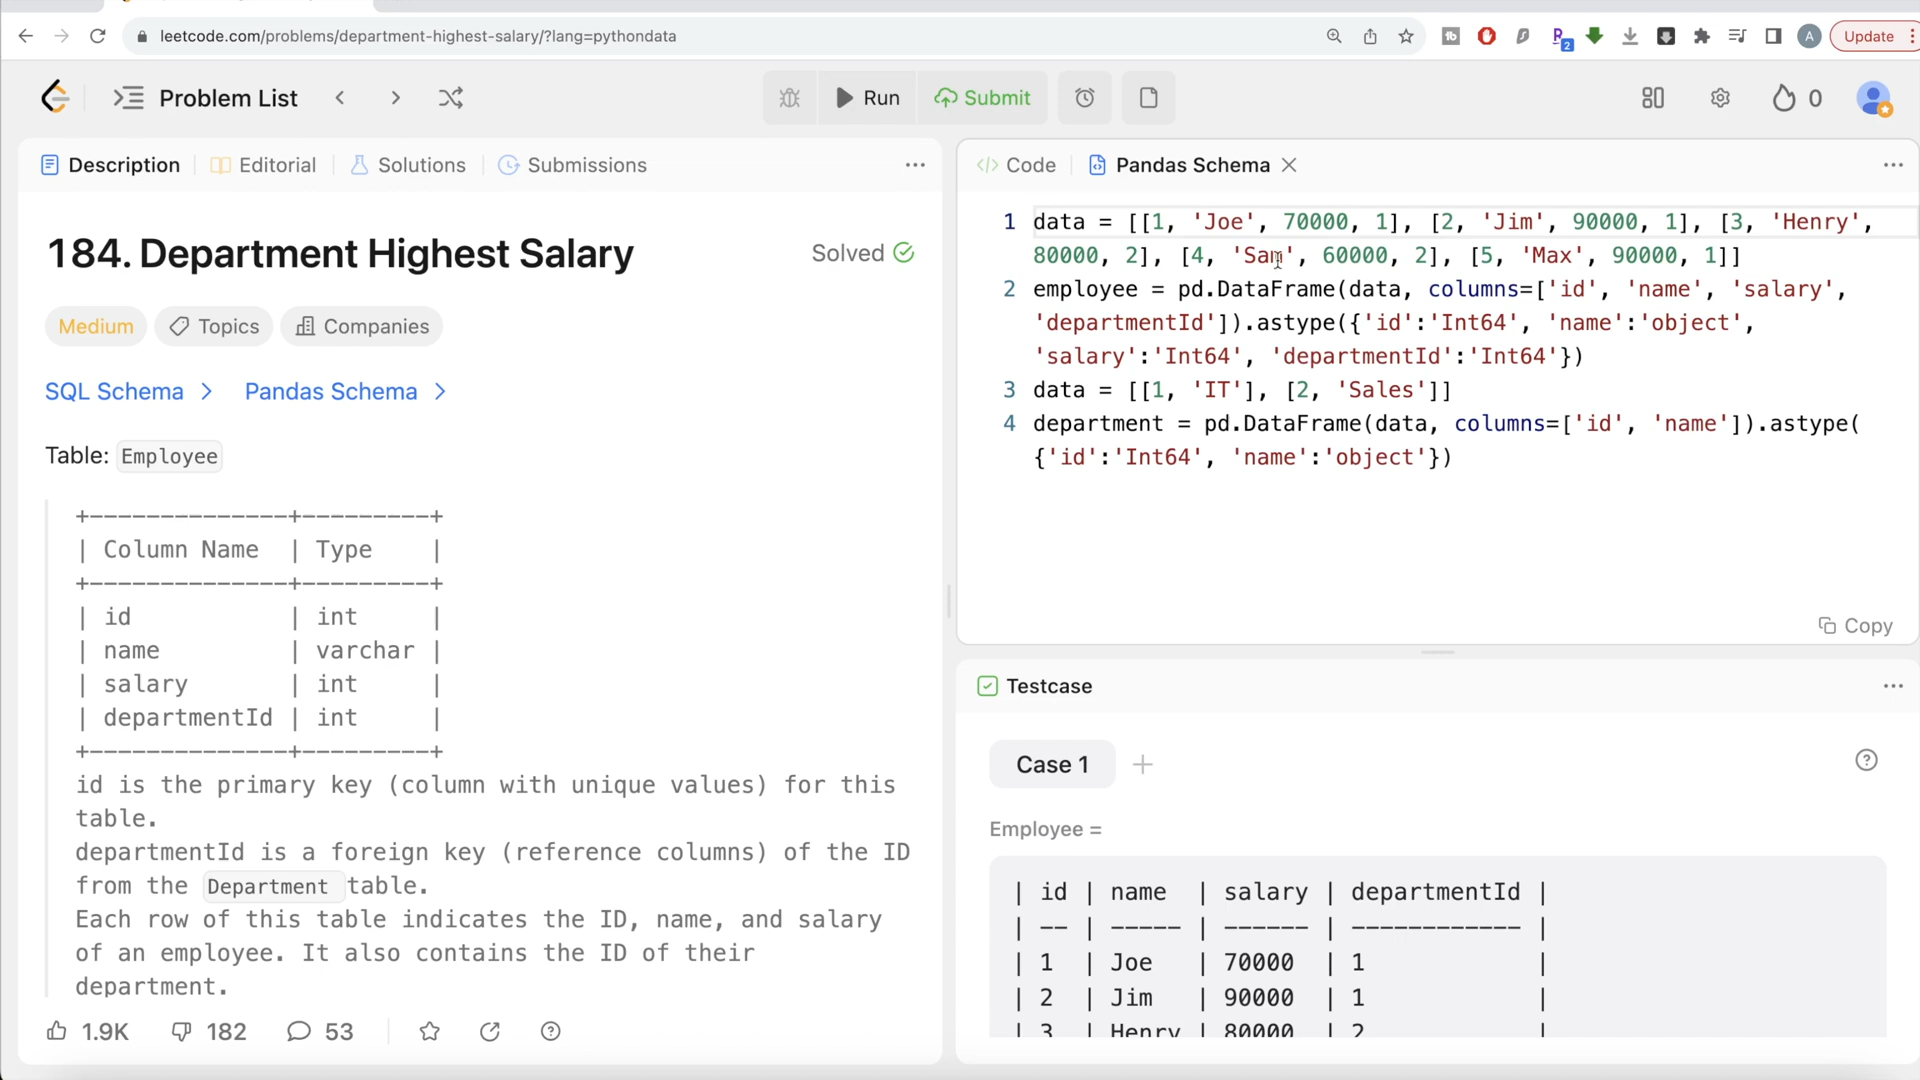 leetcode.com/problems/department-highest-salary/?lang=pythondata
tb
2
A
Update
Problem List
Run
Submit
0
Description
Editorial
Solutions
Submissions
184. Department Highest Salary
Solved
Medium
Topics
Companies
SQL Schema
Pandas Schema
Table: Employee
+--------------+---------+
| Column Name  | Type    |
+--------------+---------+
| id           | int     |
| name         | varchar |
| salary       | int     |
| departmentId | int     |
+--------------+---------+
id is the primary key (column with unique values) for this
table.
departmentId is a foreign key (reference columns) of the ID
from the Department table.
Each row of this table indicates the ID, name, and salary
of an employee. It also contains the ID of their
department.
1.9K
182
53
Code
Pandas Schema
1 data = [[1, 'Joe', 70000, 1], [2, 'Jim', 90000, 1], [3, 'Henry',
80000, 2], [4, 'Sam', 60000, 2], [5, 'Max', 90000, 1]]
2 employee = pd.DataFrame(data, columns=['id', 'name', 'salary',
'departmentId']).astype({'id':'Int64', 'name':'object',
'salary':'Int64', 'departmentId':'Int64'})
3 data = [[1, 'IT'], [2, 'Sales']]
4 department = pd.DataFrame(data, columns=['id', 'name']).astype(
{'id':'Int64', 'name':'object'})
Copy
Testcase
Case 1
Employee =
| id | name  | salary | departmentId |
| -- | ----- | ------ | ------------ |
| 1  | Joe   | 70000  | 1            |
| 2  | Jim   | 90000  | 1            |
| 3  | Henry | 80000  | 2            |